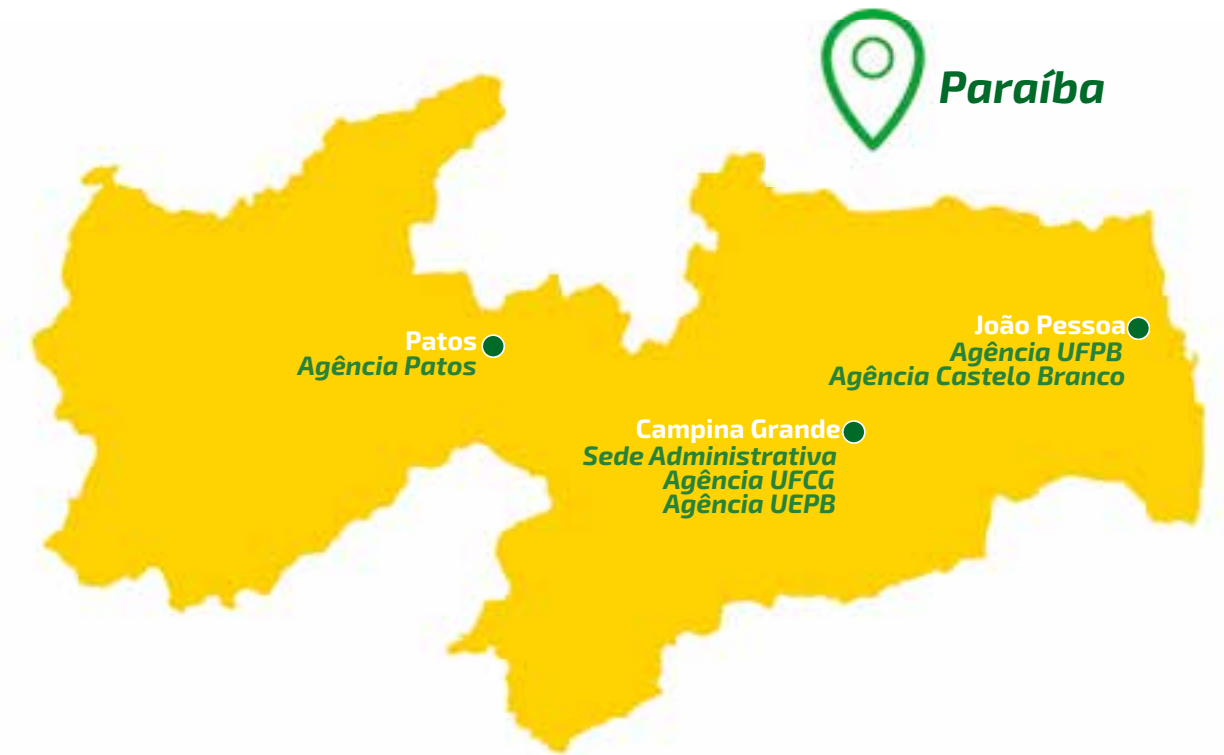 Paraíba
Patos
Agência Patos
João Pessoa
Agência UFPB
Agência Castelo Branco
Campina Grande
Sede Administrativa
Agência UFCG
Agência UEPB